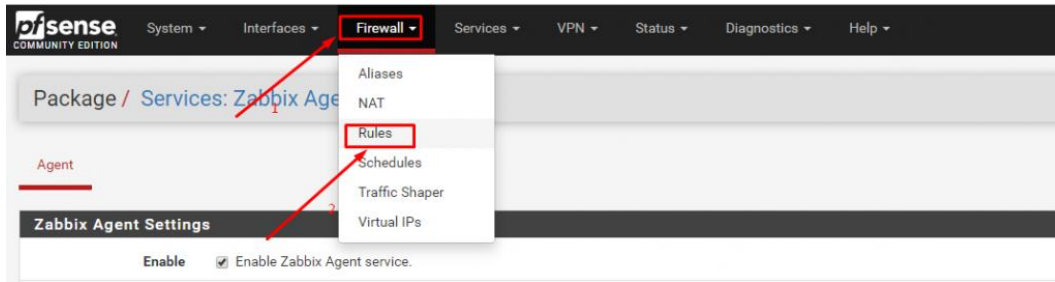 pfsense System Interfaces Firewall Services VPN Status Diagnostics Help
COMMUNITY EDITION
Aliases
Package / Services: Zabbix Age
1
NAT
Rules
Agent
Schedules
Traffic Shaper
2
Virtual IPs
Zabbix Agent Settings
Enable Enable Zabbix Agent service.